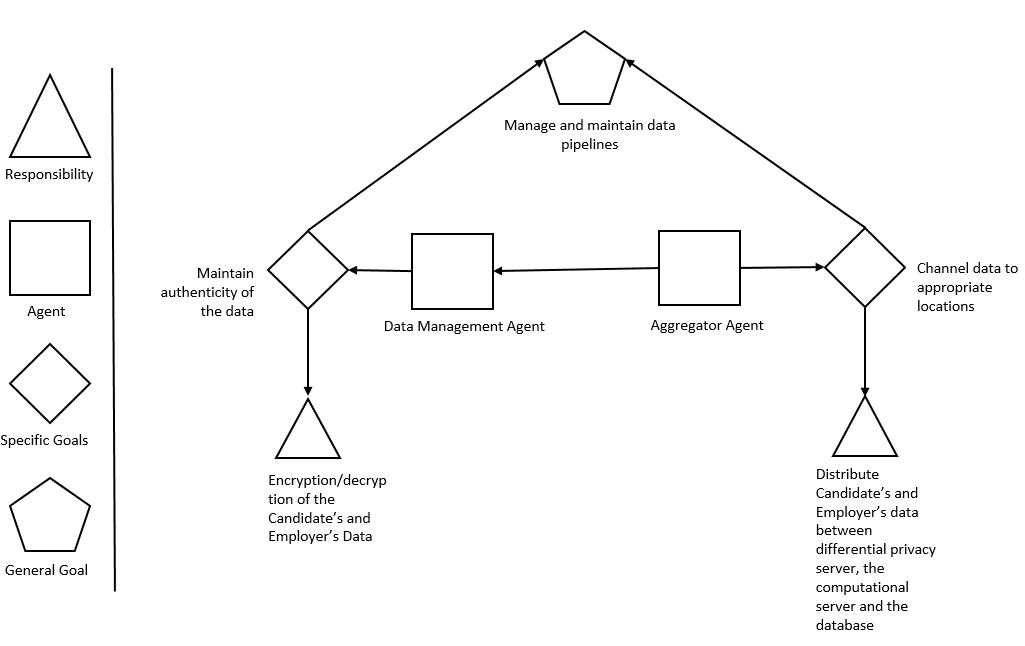 Responsibility
Agent
Specific Goals
General Goal
Manage and maintain data
pipelines
Maintain
authenticity of
the data
Data Management Agent
Aggregator Agent
Channel data to
appropriate
locations
Encryption/decryp
tion of the
Candidate’s and
Employer’s Data
Distribute
Candidate’s and
Employer’s data
between
differential privacy
server, the
computational
server and the
database